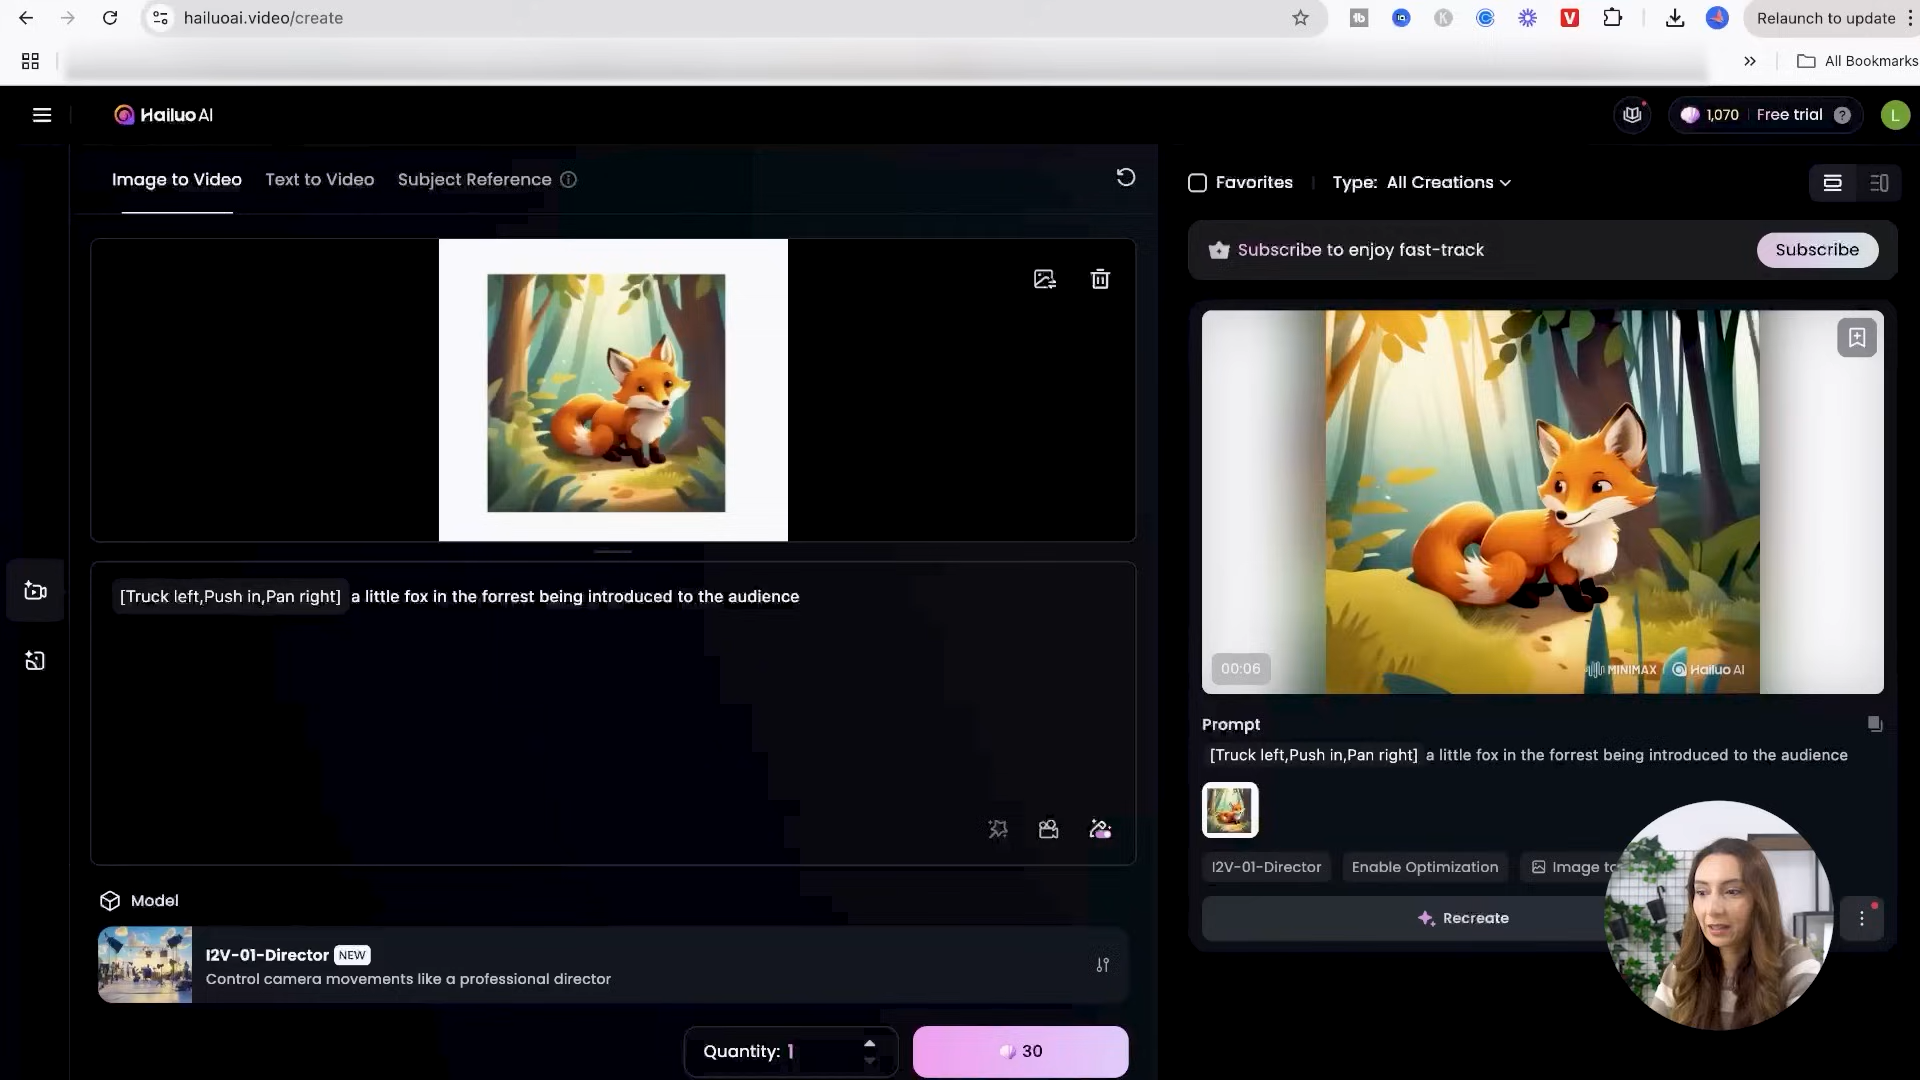 hailuoai.video/create
Relaunch to update
All Bookmarks
Hailuo AI
1,070 Free trial
L
Image to Video Text to Video Subject Reference
Favorites Type: All Creations
Subscribe to enjoy fast-track Subscribe
[Truck left,Push in,Pan right] a little fox in the forrest being introduced to the audience
00:06
MINIMAX Hailuo AI
Prompt
[Truck left,Push in,Pan right] a little fox in the forrest being introduced to the audience
I2V-01-Director Enable Optimization Image to
Recreate
Model
I2V-01-Director NEW
Control camera movements like a professional director
Quantity: 1
30